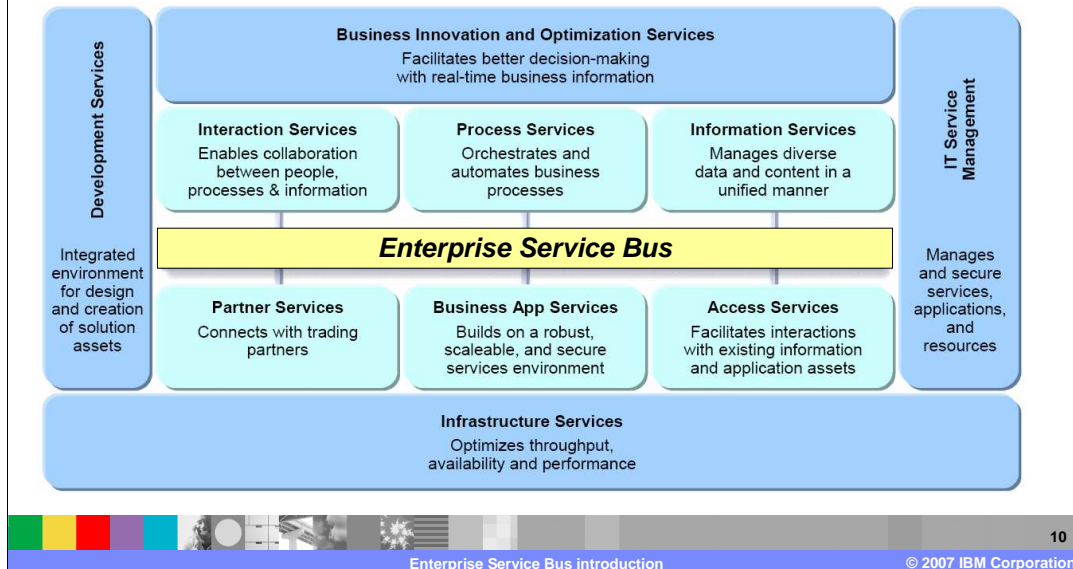 Business Innovation and Optimization Services
Facilitates better decision-making
with real-time business information
Development Services
Integrated
environment
for design
and creation
of solution
assets
Interaction Services
Enables collaboration
between people,
processes & information
Process Services
Orchestrates and
automates business
processes
Information Services
Manages diverse
data and content in a
unified manner
IT Service
Management
Manages
and secure
services,
applications,
and
resources
Enterprise Service Bus
Partner Services
Connects with trading
partners
Business App Services
Builds on a robust,
scaleable, and secure
services environment
Access Services
Facilitates interactions
with existing information
and application assets
Infrastructure Services
Optimizes throughput,
availability and performance
10
Enterprise Service Bus introduction
© 2007 IBM Corporation